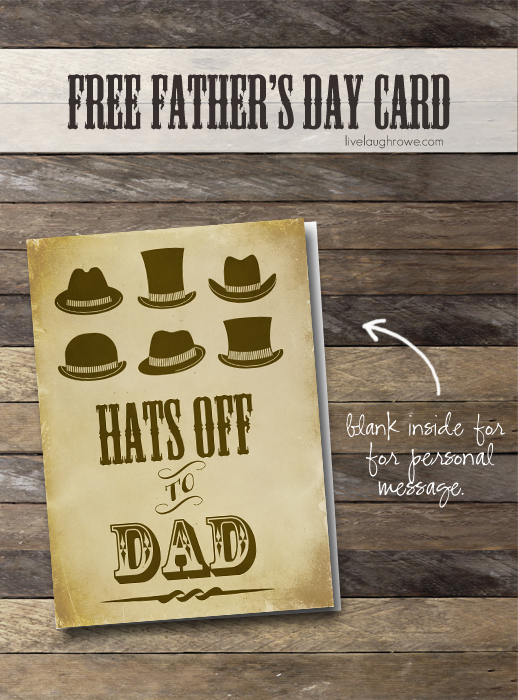 FREE FATHER'S DAY CARD
livelaughrowe.com
HATS OFF
TO
DAD
blank inside for
for personal
message.